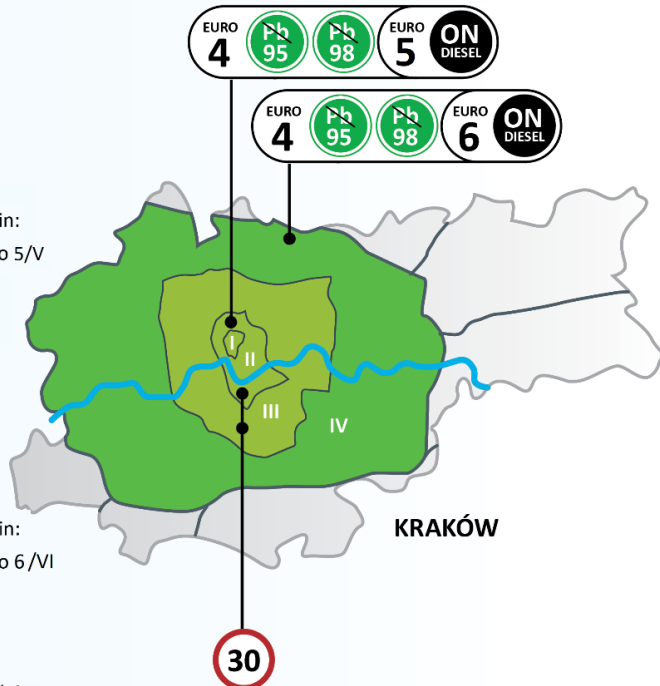 EURO
4
Pb
95
Pb
98
EURO
5
ON
DIESEL
EURO
4
Pb
95
Pb
98
EURO
6
ON
DIESEL
in:
o 5/V
I
II
III
IV
in:
o 6/VI
KRAKÓW
30